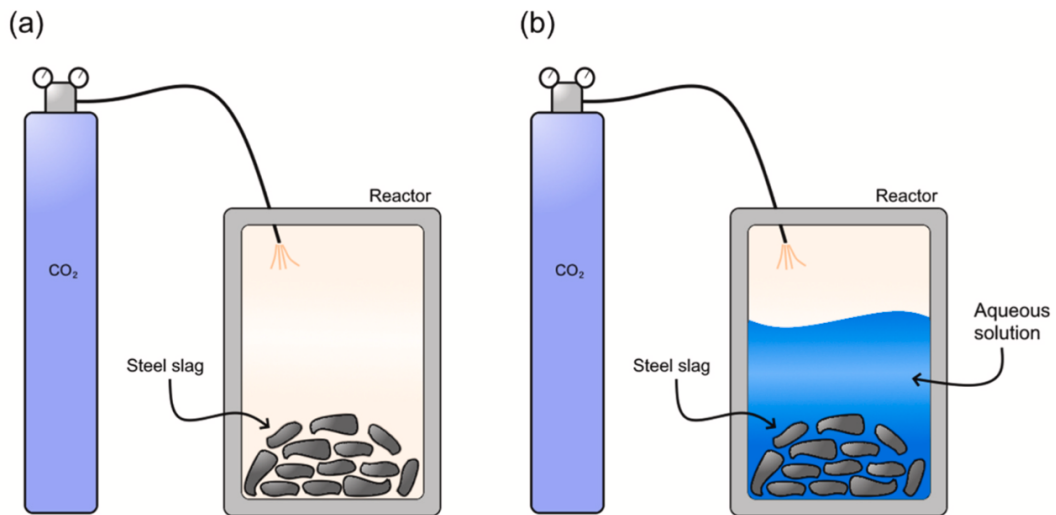 (a)
Reactor
CO₂
Steel slag
(b)
Reactor
CO₂
Aqueous
solution
Steel slag